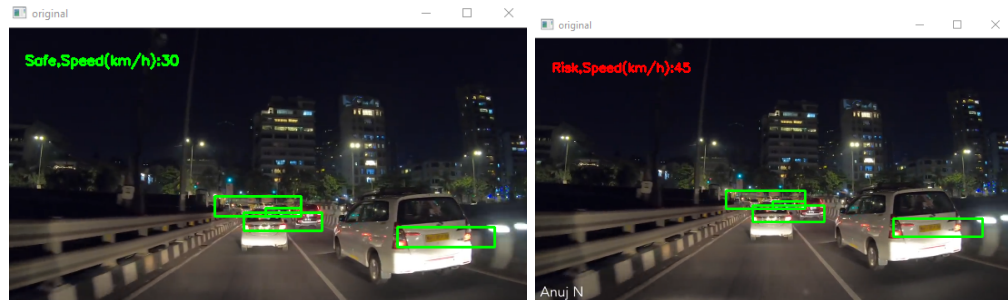 original
Safe,Speed(km/h):30
original
Risk,Speed(km/h):45
Anuj N